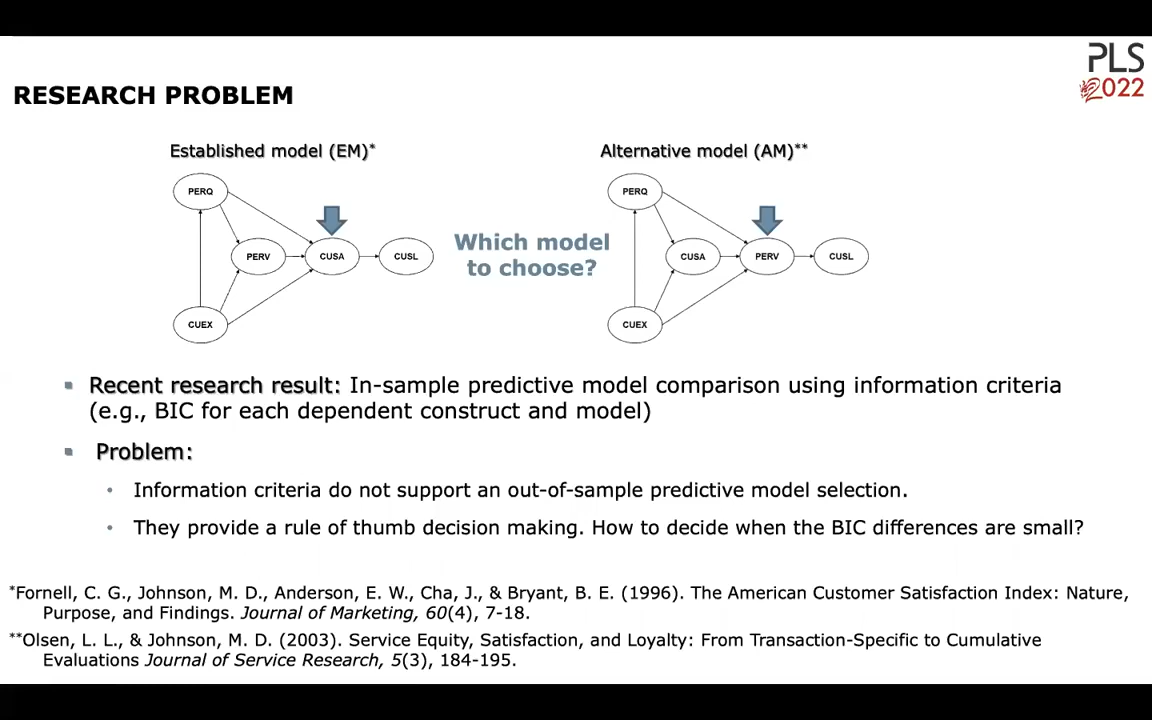 PLS
2022
RESEARCH PROBLEM
Established model (EM)*
PERQ
PERV
CUSA
CUSL
CUEX
Which model
to choose?
Alternative model (AM)**
PERQ
CUSA
PERV
CUSL
CUEX
▪ Recent research result: In-sample predictive model comparison using information criteria
(e.g., BIC for each dependent construct and model)
▪ Problem:
• Information criteria do not support an out-of-sample predictive model selection.
• They provide a rule of thumb decision making. How to decide when the BIC differences are small?
*Fornell, C. G., Johnson, M. D., Anderson, E. W., Cha, J., & Bryant, B. E. (1996). The American Customer Satisfaction Index: Nature,
Purpose, and Findings. Journal of Marketing, 60(4), 7-18.
**Olsen, L. L., & Johnson, M. D. (2003). Service Equity, Satisfaction, and Loyalty: From Transaction-Specific to Cumulative
Evaluations Journal of Service Research, 5(3), 184-195.